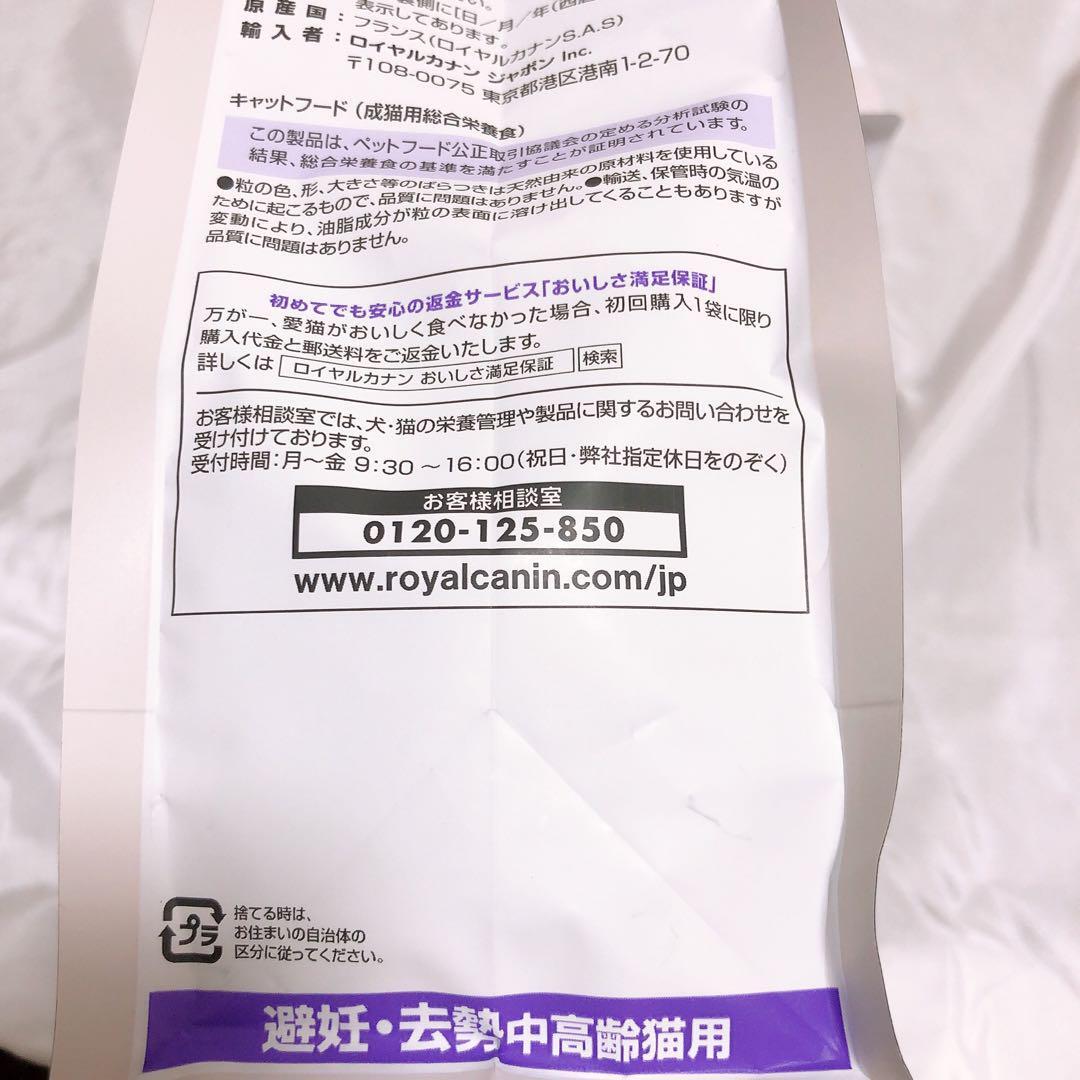 裏側に[日／月／年(西暦
表示してあります。
原産国：フランス(ロイヤルカナンS.A.S)
輸入者：ロイヤルカナン ジャポン Inc.
〒108-0075 東京都港区港南1-2-70
キャットフード (成猫用総合栄養食)
この製品は、ペットフード公正取引協議会の定める分析試験の
結果、総合栄養食の基準を満たすことが証明されています。
●粒の色、形、大きさ等のばらつきは天然由来の原材料を使用している
ために起こるもので、品質に問題はありません。●輸送、保管時の気温の
変動により、油脂成分が粒の表面に溶け出してくることもありますが
品質に問題はありません。
初めてでも安心の返金サービス「おいしさ満足保証」
万が一、愛猫がおいしく食べなかった場合、初回購入1袋に限り
購入代金と郵送料をご返金いたします。
詳しくは ロイヤルカナン おいしさ満足保証 検索
お客様相談室では、犬・猫の栄養管理や製品に関するお問い合わせを
受け付けております。
受付時間：月〜金 9:30 〜16:00(祝日・弊社指定休日をのぞく)
お客様相談室
0120-125-850
www.royalcanin.com/jp
プラ
捨てる時は、
お住まいの自治体の
区分に従ってください。
避妊・去勢中高齢猫用